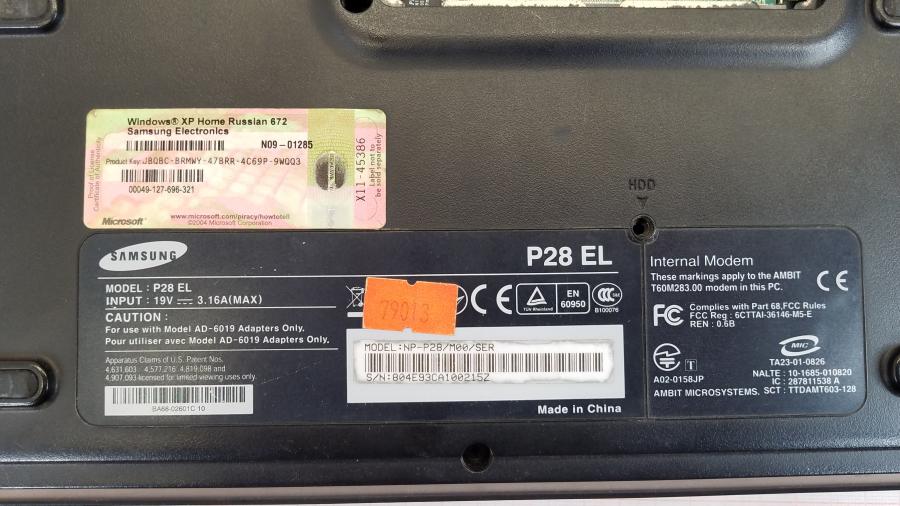 Windows® XP Home Russian 672
Samsung Electronics
N09-01285
Product Key: JBQBC-BRMWY-47BRR-4C69P-9WQQ3
00049-127-696-321
Microsoft
www.microsoft.com/piracy/howtotell
©2004 Microsoft Corporation
Proof of License
Certificate of Authenticity
X11-45386
Label not to
be sold separately
HDD
SAMSUNG
P28 EL
MODEL : P28 EL
INPUT : 19V 3.16A(MAX)
CAUTION :
For use with Model AD-6019 Adapters Only.
Pour utiliser avec Model AD-6019 Adapters Only.
Apparatus Claims of U.S. Patent Nos.
4,631,603 4,577,216 4,819,098 and
4,907,093 licensed for limited viewing uses only.
BA68-02601C 10
79013
CE
TUV Rheinland
EN
60950
CCC
B100076
MODEL:NP-P28/M00/SER
S/N:B04E93CA100215Z
Made in China
Internal Modem
These markings apply to the AMBIT
T60M283.00 modem in this PC.
CE
FC
Complies with Part 68,FCC Rules
FCC Reg : 6CTTAI-36146-M5-E
REN : 0.6B
T
A02-0158JP
MIC
TA23-01-0826
NALTE : 10-1685-010820
IC : 287811538 A
AMBIT MICROSYSTEMS. SCT : TTDAMT603-128